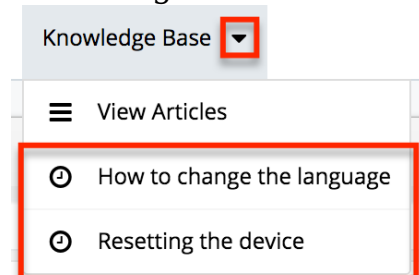 Knowledge Base
View Articles
How to change the language
Resetting the device